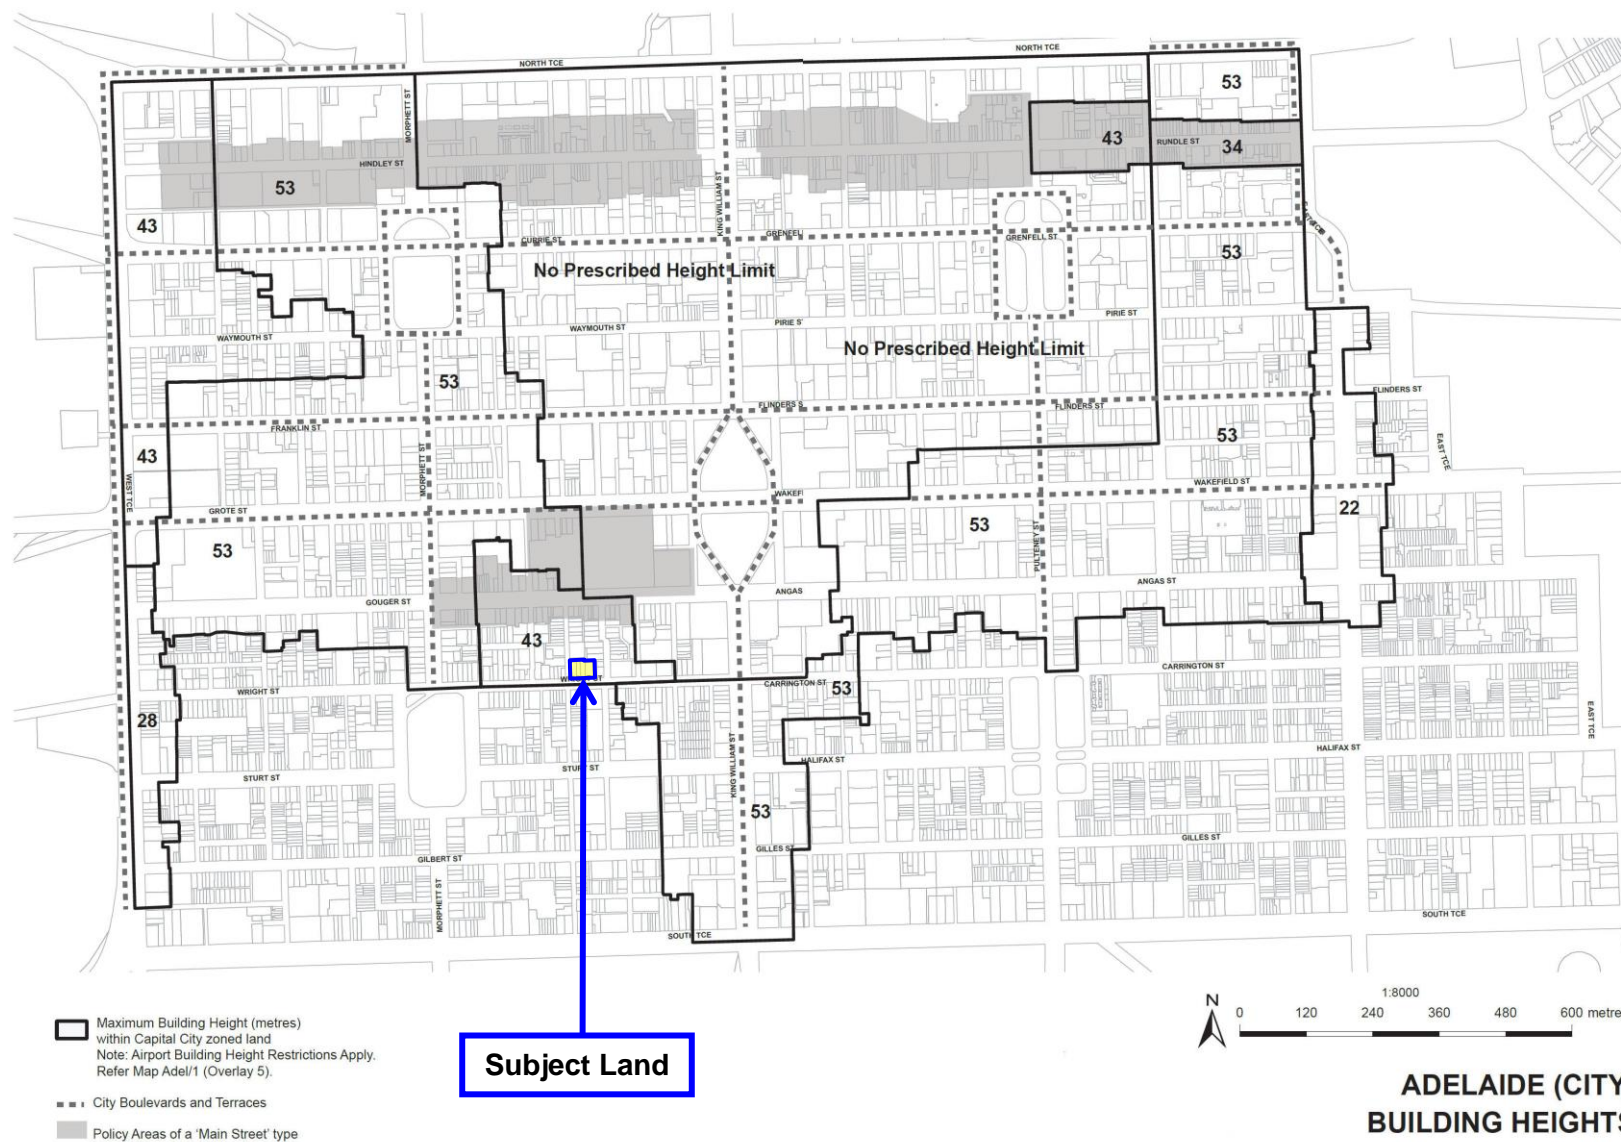 NORTH TCE
NORTH TCE
53
MORPHETT ST
KING WILLIAM ST
43
RUNDLE ST
34
HINDLEY ST
53
43
CURRIE ST
GRENFELL
GRENFELL ST
EAST TCE
53
No Prescribed Height Limit
WAYMOUTH ST
WAYMOUTH ST
PIRIE S
PIRIE ST
No Prescribed Height Limit
53
FLINDERS S
FLINDERS ST
FLINDERS ST
FRANKLIN ST
53
43
MORPHETT ST
EAST TCE
WEST TCE
WAKEFI
WAKEFIELD ST
GROTE ST
22
53
53
PULTENEY ST
ANGAS
ANGAS ST
GOUGER ST
43
CARRINGTON ST
WRIGHT ST
W
ST
CARRINGTON ST
53
28
EAST TCE
HALIFAX ST
STURT ST
STURT ST
KING WILLIAM ST
HALIFAX ST
53
GILLES ST
GILLES ST
GILBERT ST
MORPHETT ST
SOUTH TCE
SOUTH TCE
Maximum Building Height (metres)
within Capital City zoned land
Note: Airport Building Height Restrictions Apply.
Refer Map Adel/1 (Overlay 5).
City Boulevards and Terraces
Policy Areas of a 'Main Street' type
Subject Land
N
1:8000
0 120 240 360 480 600 metre
ADELAIDE (CITY
BUILDING HEIGHTS